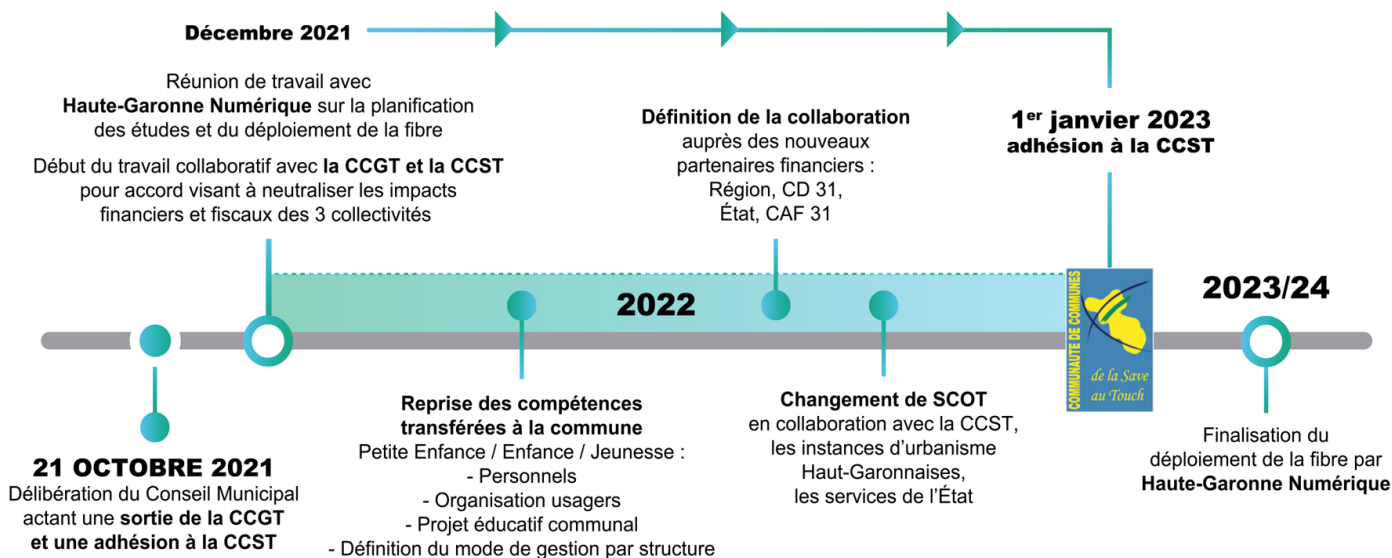 Décembre 2021
Réunion de travail avec
Haute-Garonne Numérique sur la planification
des études et du déploiement de la fibre
Début du travail collaboratif avec la CCGT et la CCST
pour accord visant à neutraliser les impacts
financiers et fiscaux des 3 collectivités
Définition de la collaboration
auprès des nouveaux
partenaires financiers :
Région, CD 31,
État, CAF 31
1er janvier 2023
adhésion à la CCST
2022
COMMUNAUTE DE COMMUNES
de la Save
au Touch
2023/24
21 OCTOBRE 2021
Délibération du Conseil Municipal
actant une sortie de la CCGT
et une adhésion à la CCST
Reprise des compétences
transférées à la commune
Petite Enfance / Enfance / Jeunesse :
- Personnels
- Organisation usagers
- Projet éducatif communal
- Définition du mode de gestion par structure
Changement de SCOT
en collaboration avec la CCST,
les instances d'urbanisme
Haut-Garonnaises,
les services de l'État
Finalisation du
déploiement de la fibre par
Haute-Garonne Numérique